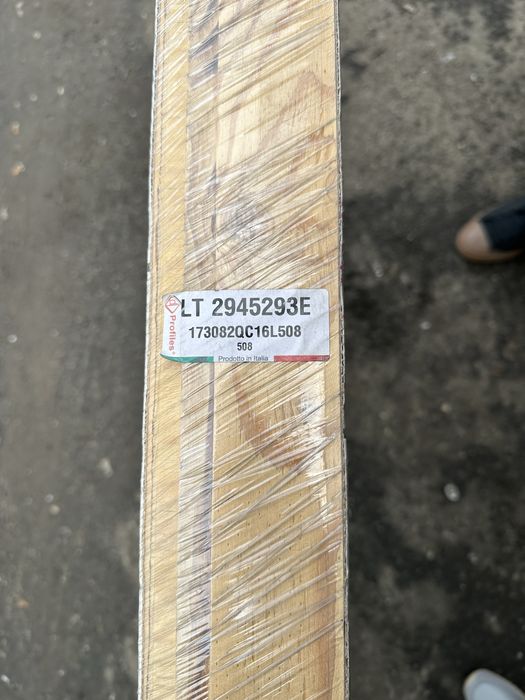 LT 2945293E
Profiles
173082QC16L508
508
Prodotto in Italia